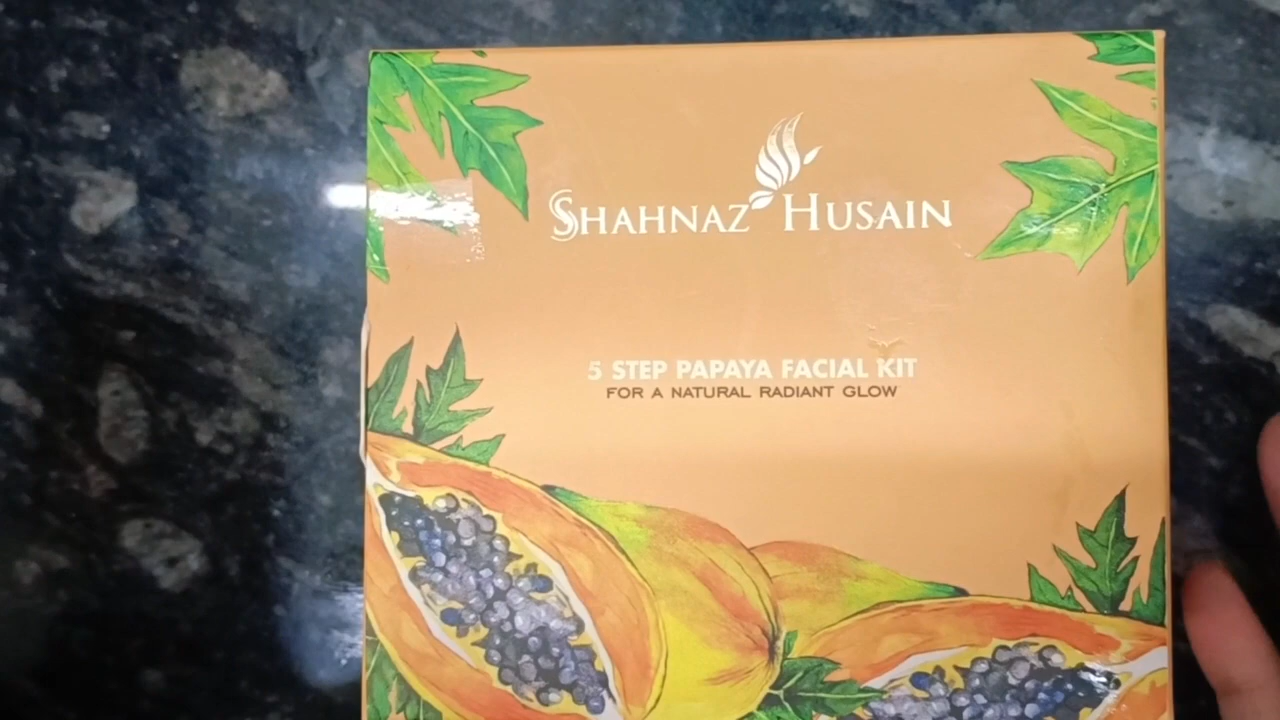 SHAHNAZ HUSAIN
5 STEP PAPAYA FACIAL KIT
FOR A NATURAL RADIANT GLOW